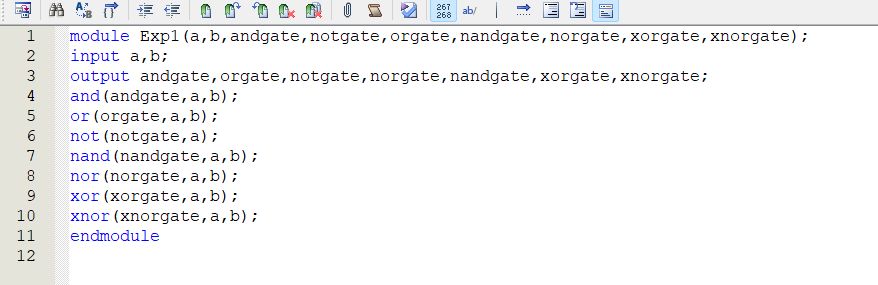 267
268
ab/
1 module Exp1(a,b,andgate,notgate,orgate,nandgate,norgate,xorgate,xnorgate);
2 input a,b;
3 output andgate,orgate,notgate,norgate,nandgate,xorgate,xnorgate;
4 and(andgate,a,b);
5 or(orgate,a,b);
6 not(notgate,a);
7 nand(nandgate,a,b);
8 nor(norgate,a,b);
9 xor(xorgate,a,b);
10 xnor(xnorgate,a,b);
11 endmodule
12